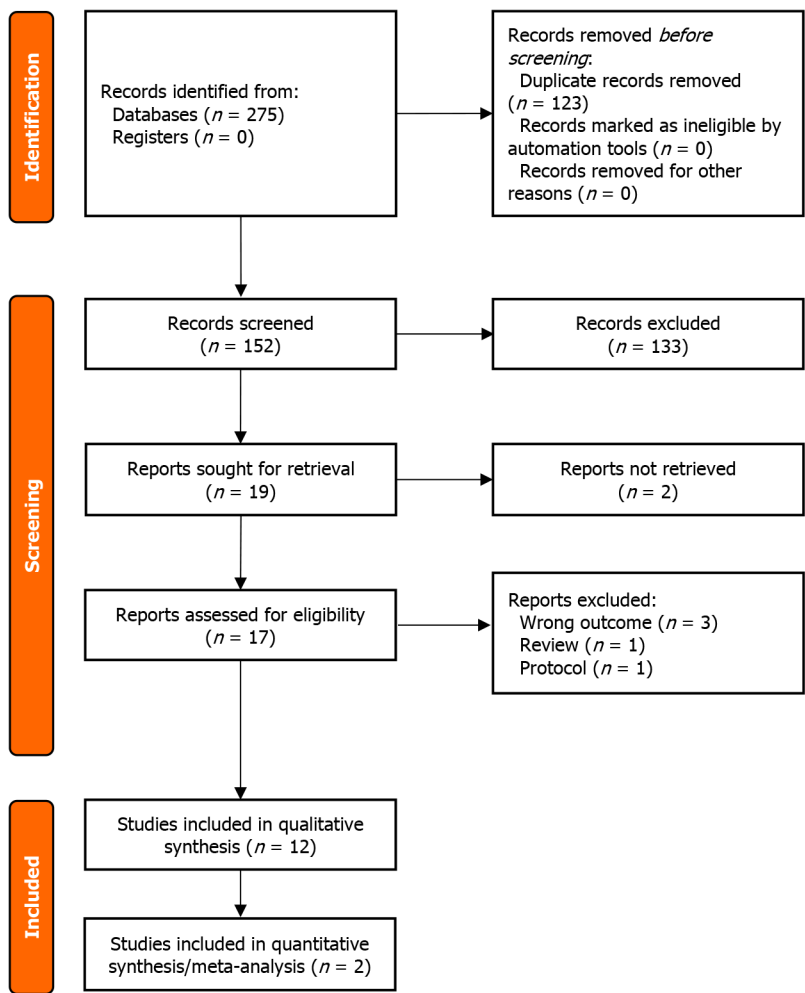 Identification
Records identified from:
Databases (n = 275)
Registers (n = 0)
Records removed before
screening:
Duplicate records removed
(n = 123)
Records marked as ineligible by
automation tools (n = 0)
Records removed for other
reasons (n = 0)
Screening
Records screened
(n = 152)
Records excluded
(n = 133)
Reports sought for retrieval
(n = 19)
Reports not retrieved
(n = 2)
Reports assessed for eligibility
(n = 17)
Reports excluded:
Wrong outcome (n = 3)
Review (n = 1)
Protocol (n = 1)
Included
Studies included in qualitative
synthesis (n = 12)
Studies included in quantitative
synthesis/meta-analysis (n = 2)